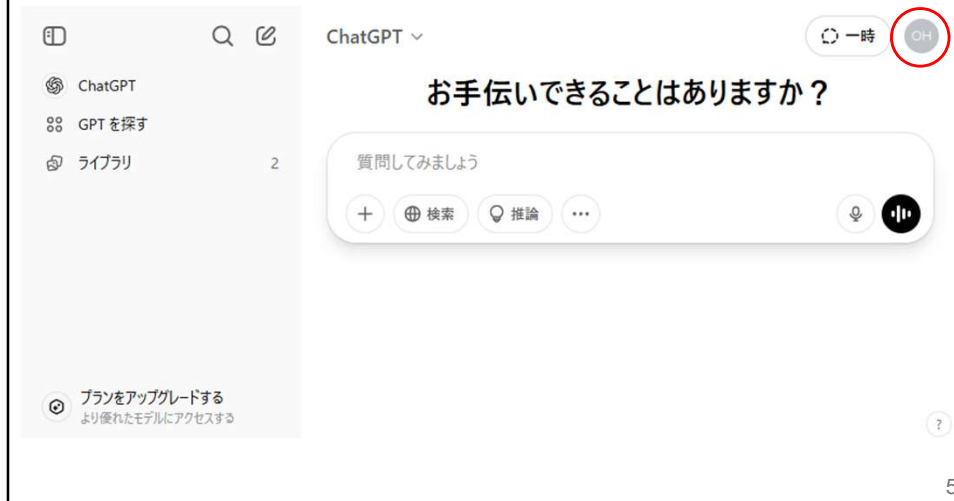 ChatGPT
一時
OH
ChatGPT
お手伝いできることはありますか？
GPT を探す
ライブラリ 2
質問してみましょう
検索 推論
プランをアップグレードする
より優れたモデルにアクセスする
?
5